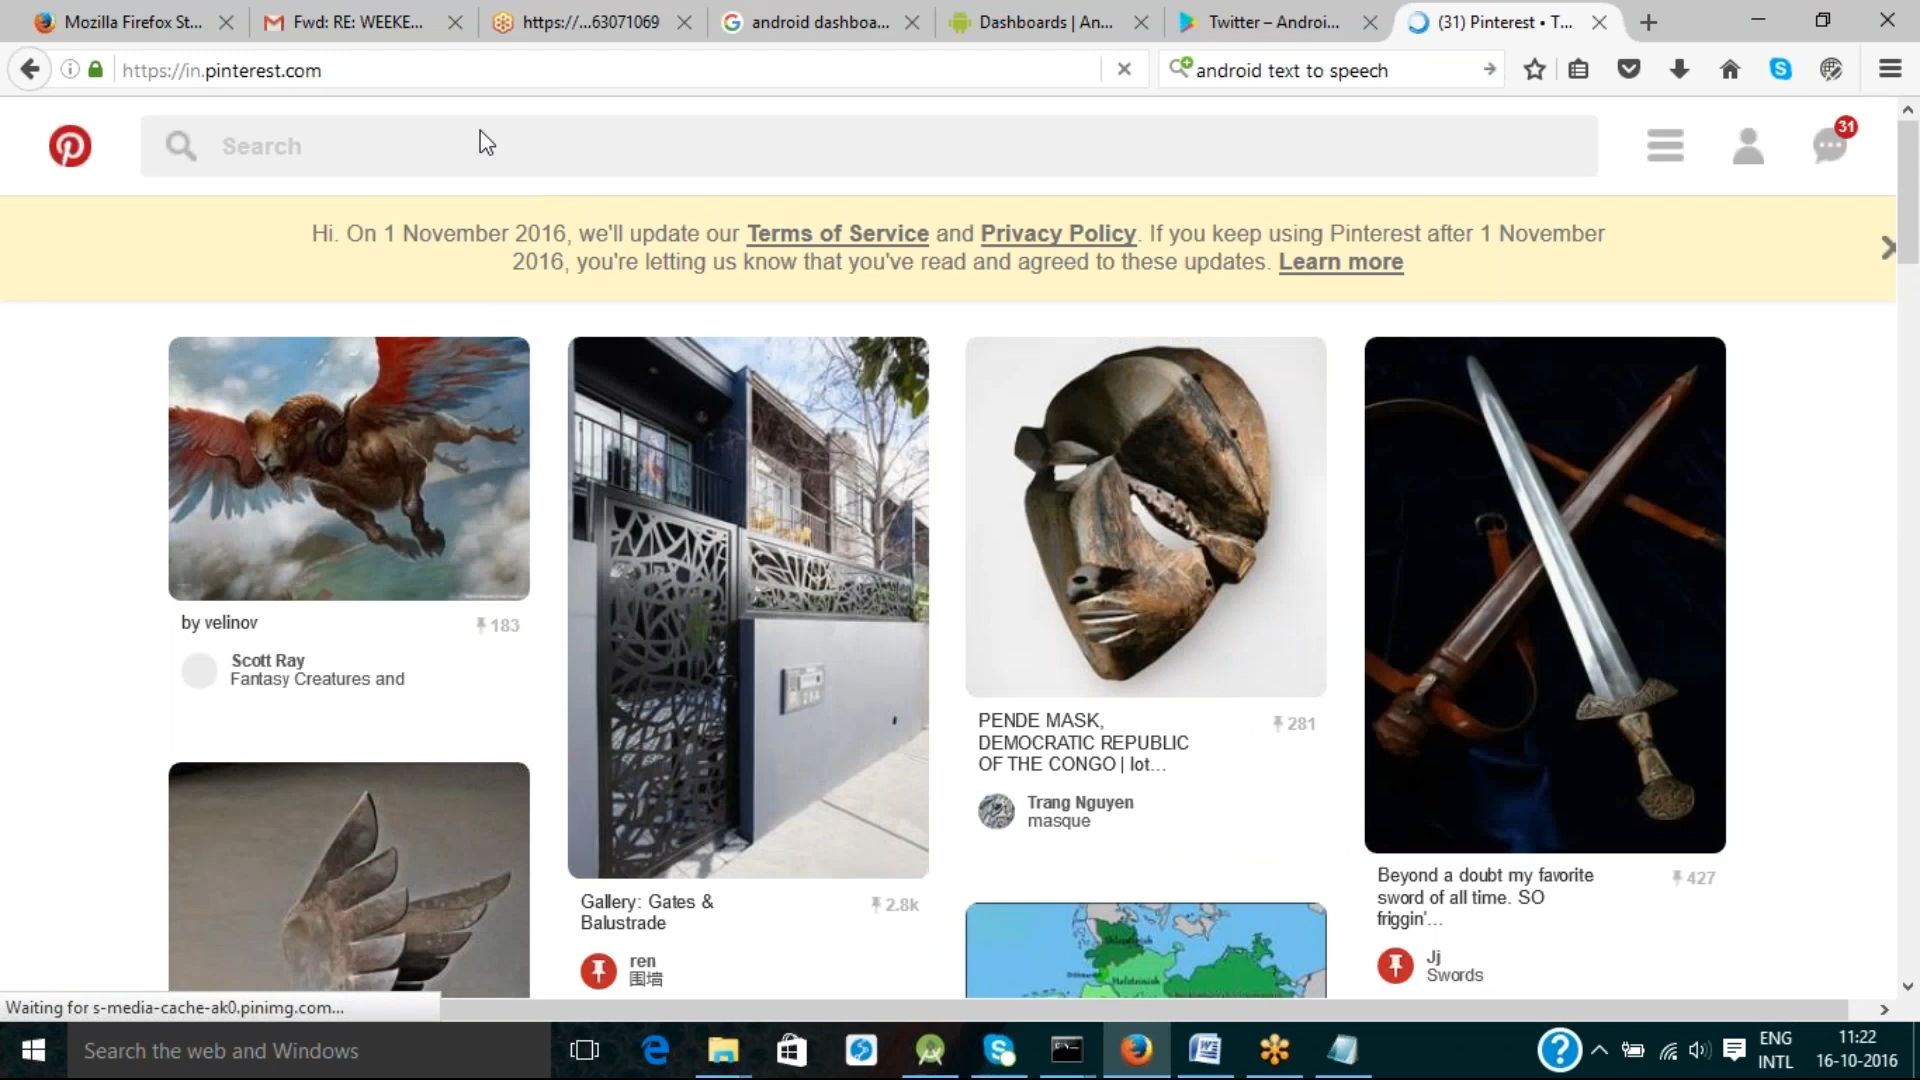 Mozilla Firefox St...
Fwd: RE: WEEKE...
https://...63071069
android dashboa...
Dashboards | An...
Twitter – Androi...
(31) Pinterest • T...
https://in.pinterest.com
android text to speech
Search
31
Hi. On 1 November 2016, we'll update our Terms of Service and Privacy Policy. If you keep using Pinterest after 1 November
2016, you're letting us know that you've read and agreed to these updates. Learn more
by velinov
183
Scott Ray
Fantasy Creatures and
Gallery: Gates &
Balustrade
2.8k
ren
围墙
PENDE MASK,
DEMOCRATIC REPUBLIC
OF THE CONGO | lot...
281
Trang Nguyen
masque
Beyond a doubt my favorite
sword of all time. SO
friggin'...
427
Jj
Swords
Waiting for s-media-cache-ak0.pinimg.com...
Search the web and Windows
ENG
INTL
11:22
16-10-2016